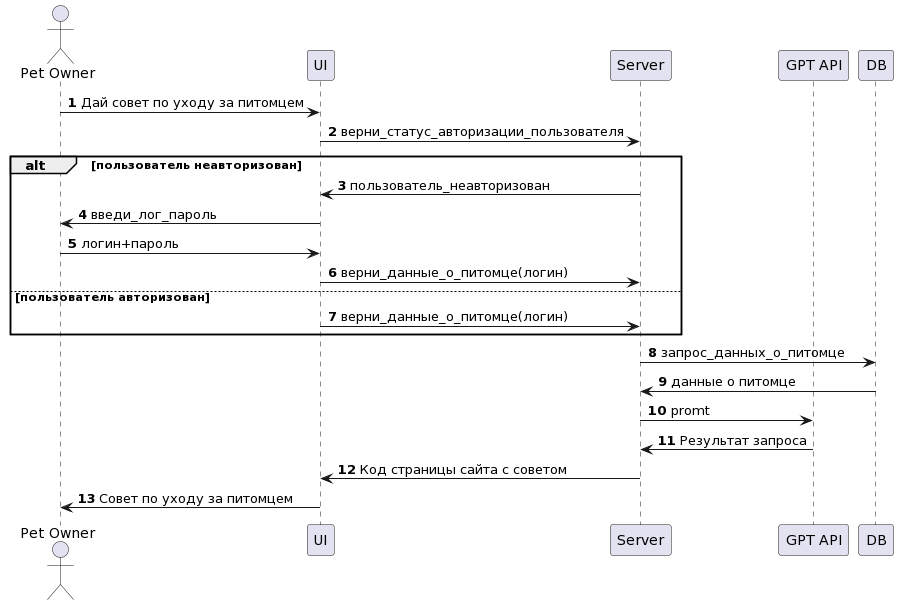 Pet Owner
UI
Server
GPT API
DB
1 Дай совет по уходу за питомцем
2 верни_статус_авторизации_пользователя
alt [пользователь неавторизован]
3 пользователь_неавторизован
4 введи_лог_пароль
5 логин+пароль
6 верни_данные_о_питомце(логин)
[пользователь авторизован]
7 верни_данные_о_питомце(логин)
8 запрос_данных_о_питомце
9 данные о питомце
10 promt
11 Результат запроса
12 Код страницы сайта с советом
13 Совет по уходу за питомцем
Pet Owner
UI
Server
GPT API
DB